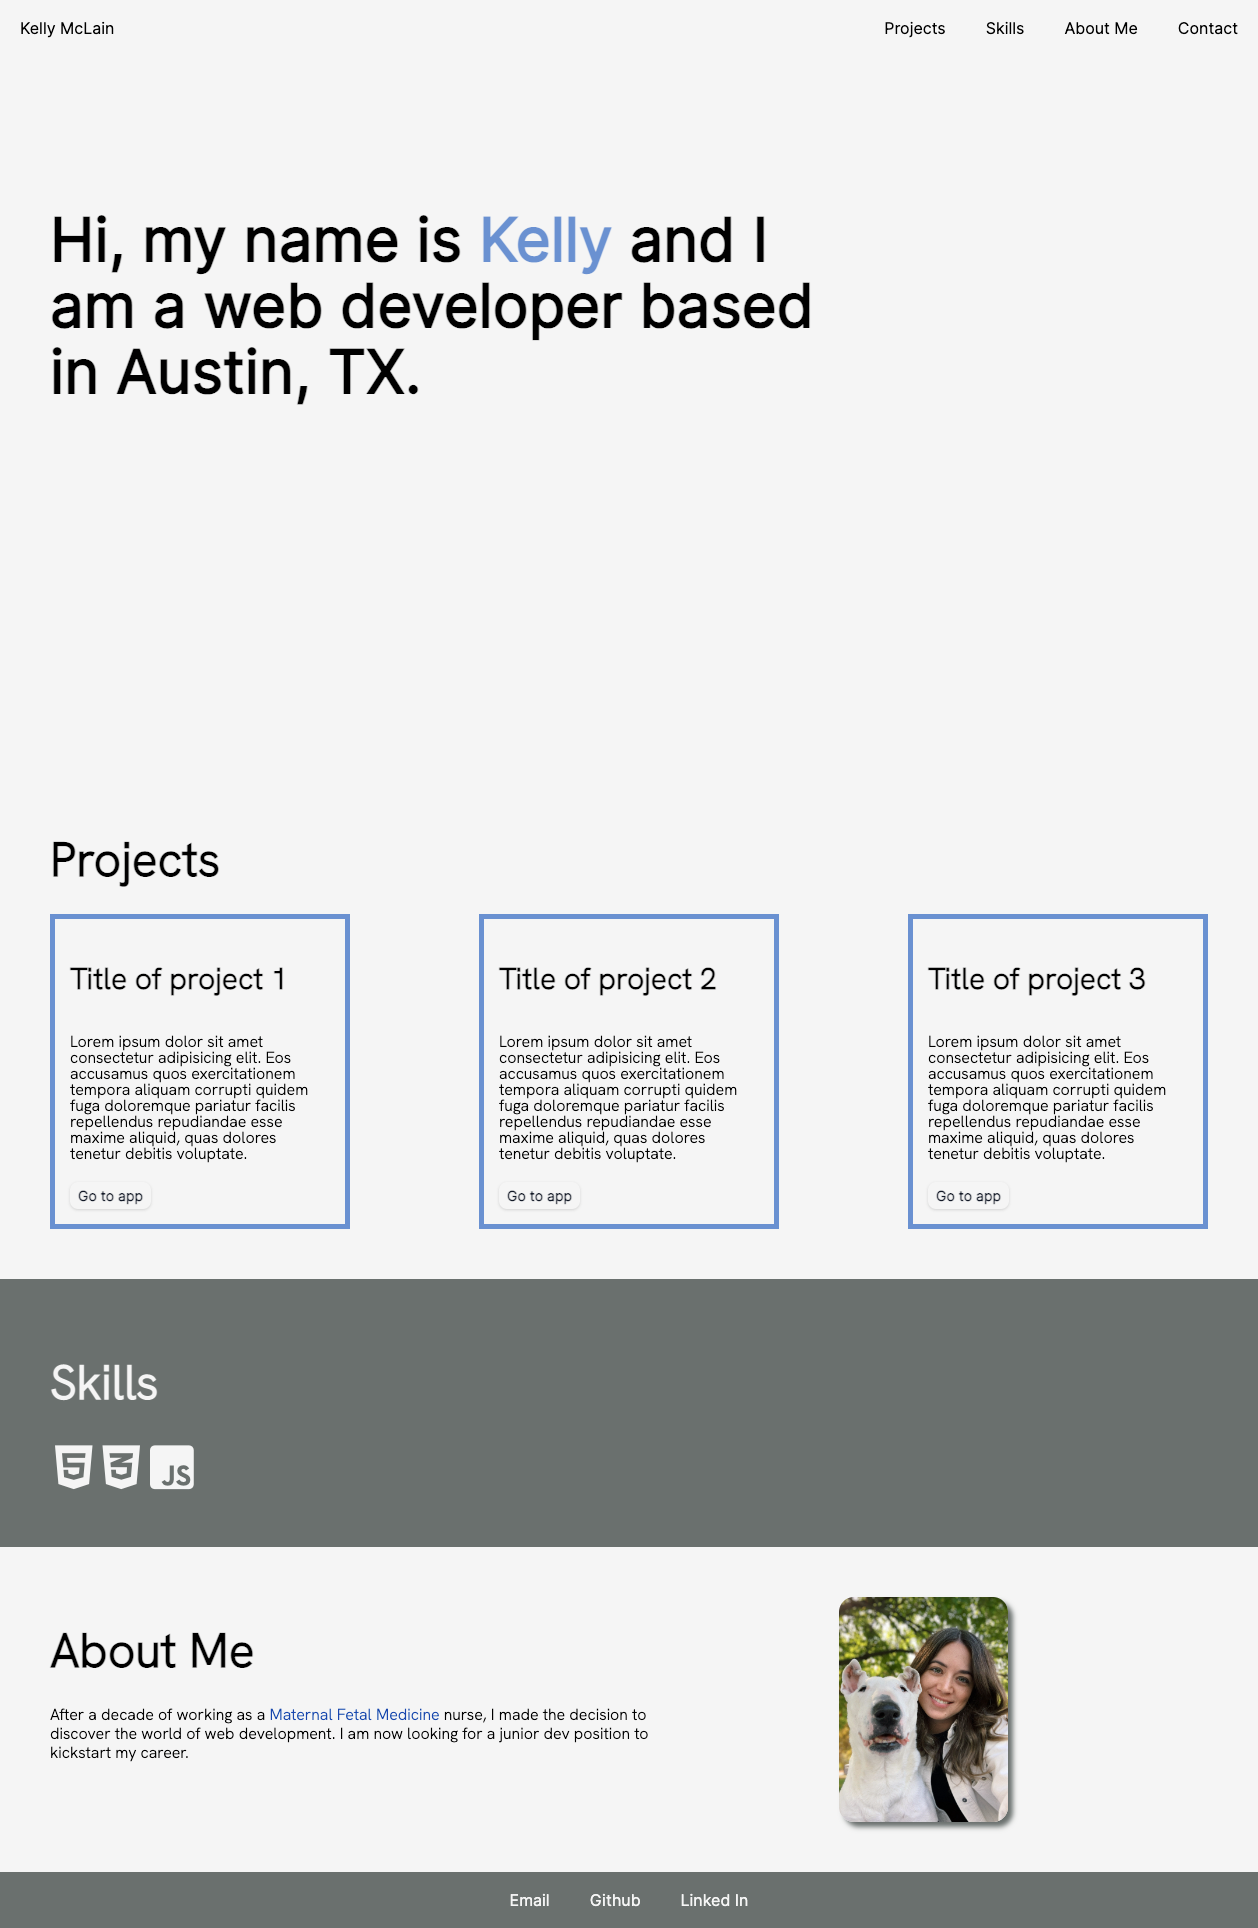 Kelly McLain
Projects
Skills
About Me
Contact
Hi, my name is Kelly and I
am a web developer based
in Austin, TX.
Projects
Title of project 1
Lorem ipsum dolor sit amet
consectetur adipisicing elit. Eos
accusamus quos exercitationem
tempora aliquam corrupti quidem
fuga doloremque pariatur facilis
repellendus repudiandae esse
maxime aliquid, quas dolores
tenetur debitis voluptate.
Go to app
Title of project 2
Lorem ipsum dolor sit amet
consectetur adipisicing elit. Eos
accusamus quos exercitationem
tempora aliquam corrupti quidem
fuga doloremque pariatur facilis
repellendus repudiandae esse
maxime aliquid, quas dolores
tenetur debitis voluptate.
Go to app
Title of project 3
Lorem ipsum dolor sit amet
consectetur adipisicing elit. Eos
accusamus quos exercitationem
tempora aliquam corrupti quidem
fuga doloremque pariatur facilis
repellendus repudiandae esse
maxime aliquid, quas dolores
tenetur debitis voluptate.
Go to app
Skills
5
3
JS
About Me
After a decade of working as a Maternal Fetal Medicine nurse, I made the decision to
discover the world of web development. I am now looking for a junior dev position to
kickstart my career.
Email
Github
Linked In